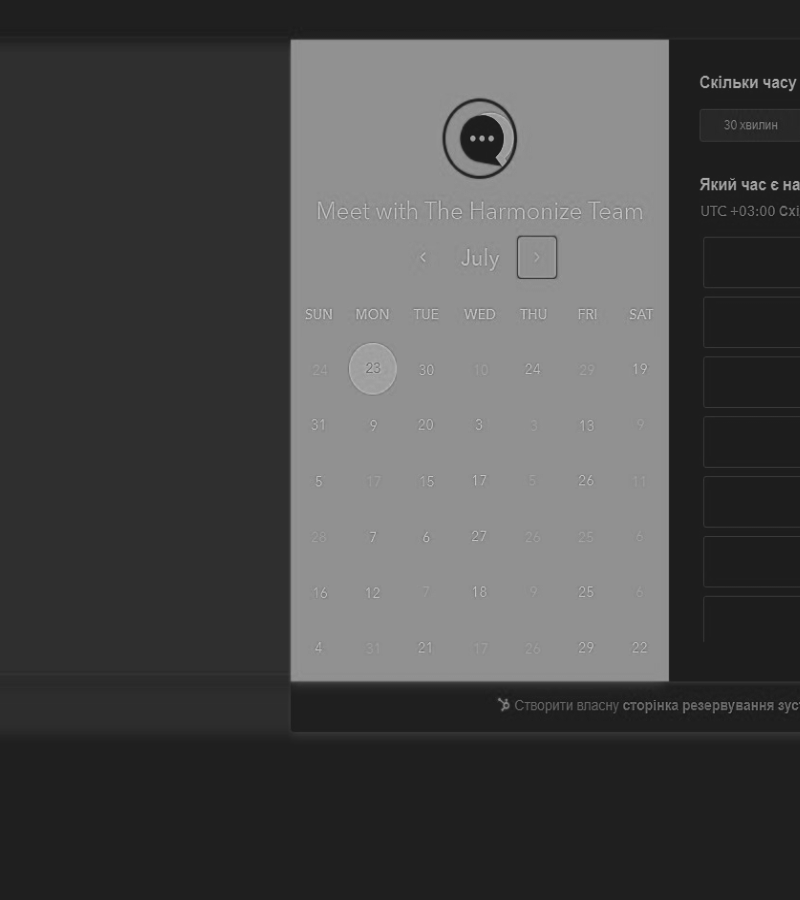 Meet with The Harmonize Team
July
SUN MON TUE WED THU FRI SAT
24 23 30 10 24 29 19
31 9 20 3 3 13 9
5 17 15 17 5 26 11
28 7 6 27 26 25 6
16 12 7 18 9 25 6
4 31 21 17 26 29 22
Скільки часу
30 хвилин
Який час є на
UTC +03:00 Схі
Створити власну сторінка резервування зуст